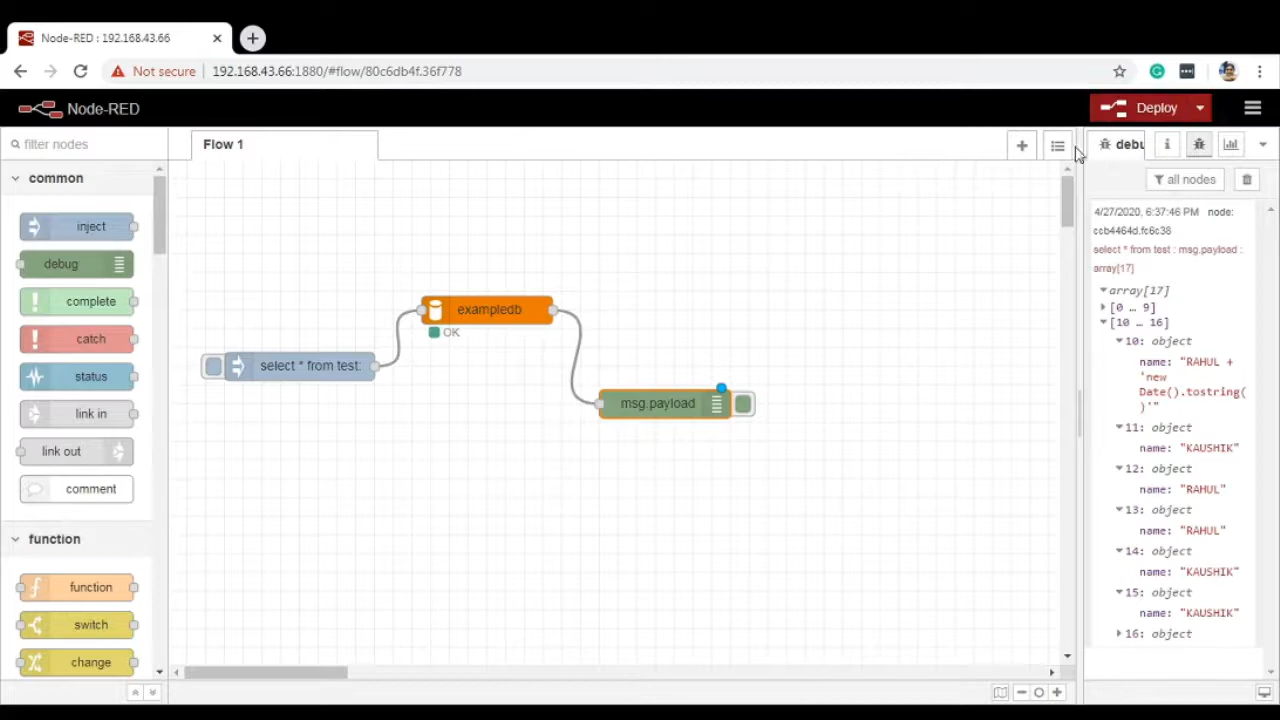 Node-RED : 192.168.43.66
Not secure
192.168.43.66:1880/#flow/80c6db4f.36f778
Node-RED
Deploy
filter nodes
Flow 1
debu
i
common
all nodes
inject
debug
complete
catch
status
link in
link out
comment
function
function
switch
change
exampledb
OK
select * from test:
msg.payload
4/27/2020, 6:37:46 PM node:
ccb4464d.fc6c38
select * from test : msg.payload :
array[17]
array[17]
[0 … 9]
[10 … 16]
10: object
name: "RAHUL +
'new
Date().tostring(
)'"
11: object
name: "KAUSHIK"
12: object
name: "RAHUL"
13: object
name: "RAHUL"
14: object
name: "KAUSHIK"
15: object
name: "KAUSHIK"
16: object